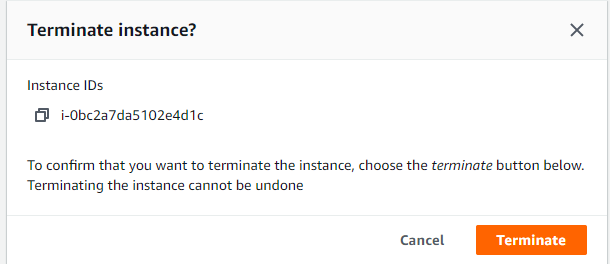 Terminate instance?
Instance IDs
i-0bc2a7da5102e4d1c
To confirm that you want to terminate the instance, choose the terminate button below.
Terminating the instance cannot be undone
Cancel Terminate